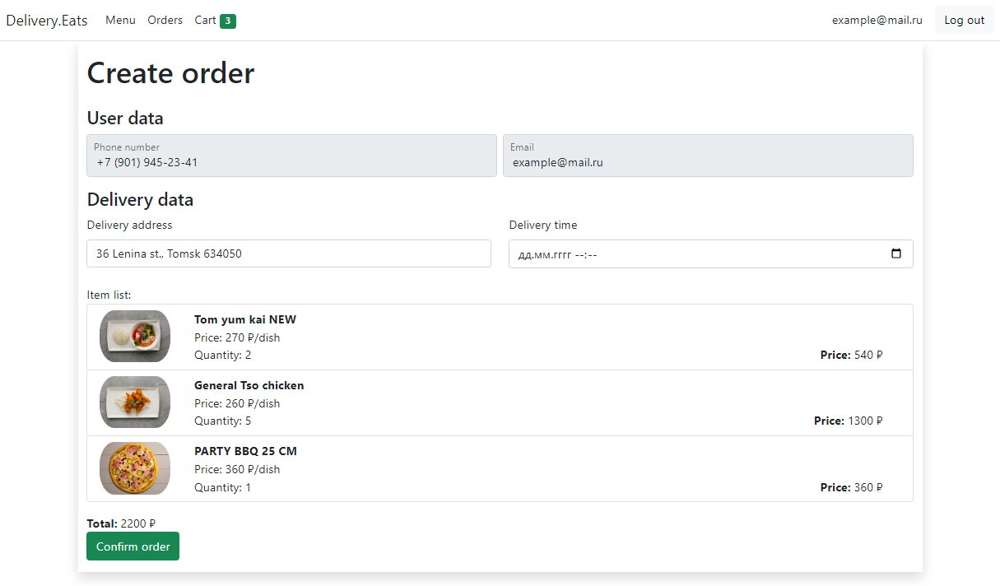 Delivery.Eats Menu Orders Cart 3 example@mail.ru Log out
Create order
User data
Phone number
+7 (901) 945-23-41
Email
example@mail.ru
Delivery data
Delivery address
36 Lenina st., Tomsk 634050
Delivery time
дд.мм.гггг --:--
Item list:
Tom yum kai NEW
Price: 270 ₽/dish
Quantity: 2
Price: 540 ₽
General Tso chicken
Price: 260 ₽/dish
Quantity: 5
Price: 1300 ₽
PARTY BBQ 25 CM
Price: 360 ₽/dish
Quantity: 1
Price: 360 ₽
Total: 2200 ₽
Confirm order